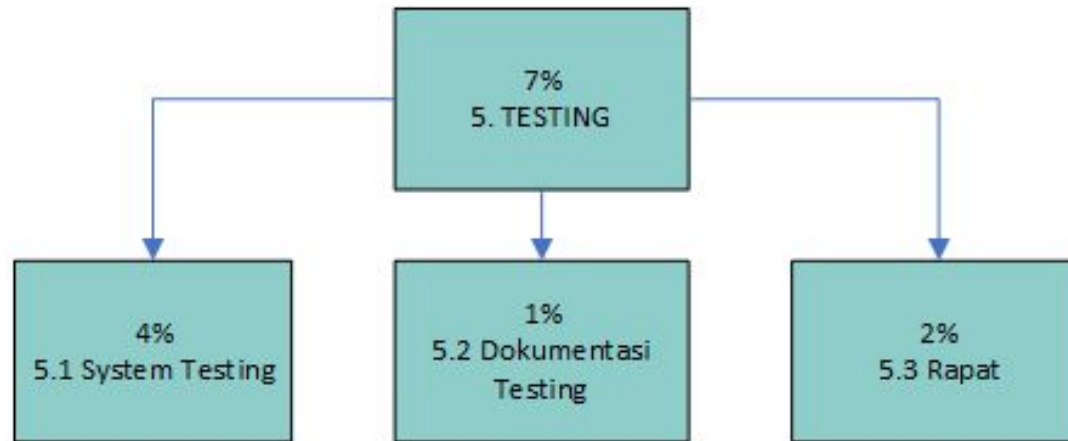 7%
5. TESTING
4%
5.1 System Testing
1%
5.2 Dokumentasi
Testing
2%
5.3 Rapat